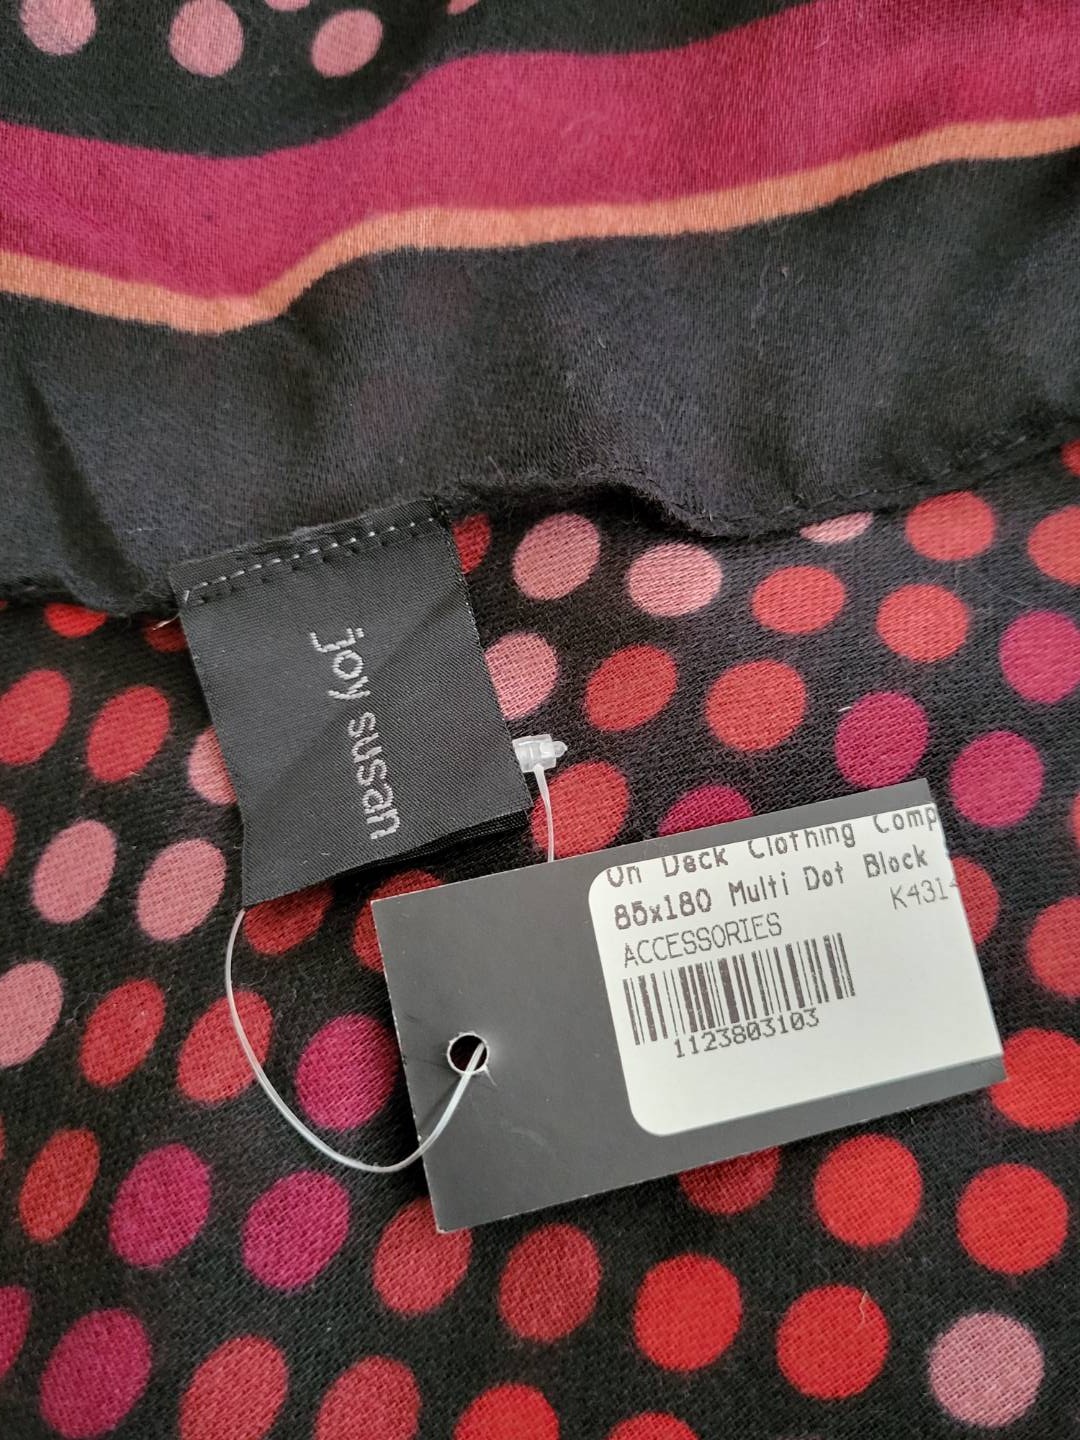 joy susan
On Deck Clothing Comp
85x180 Multi Dot Block
K431
ACCESSORIES
1123803103